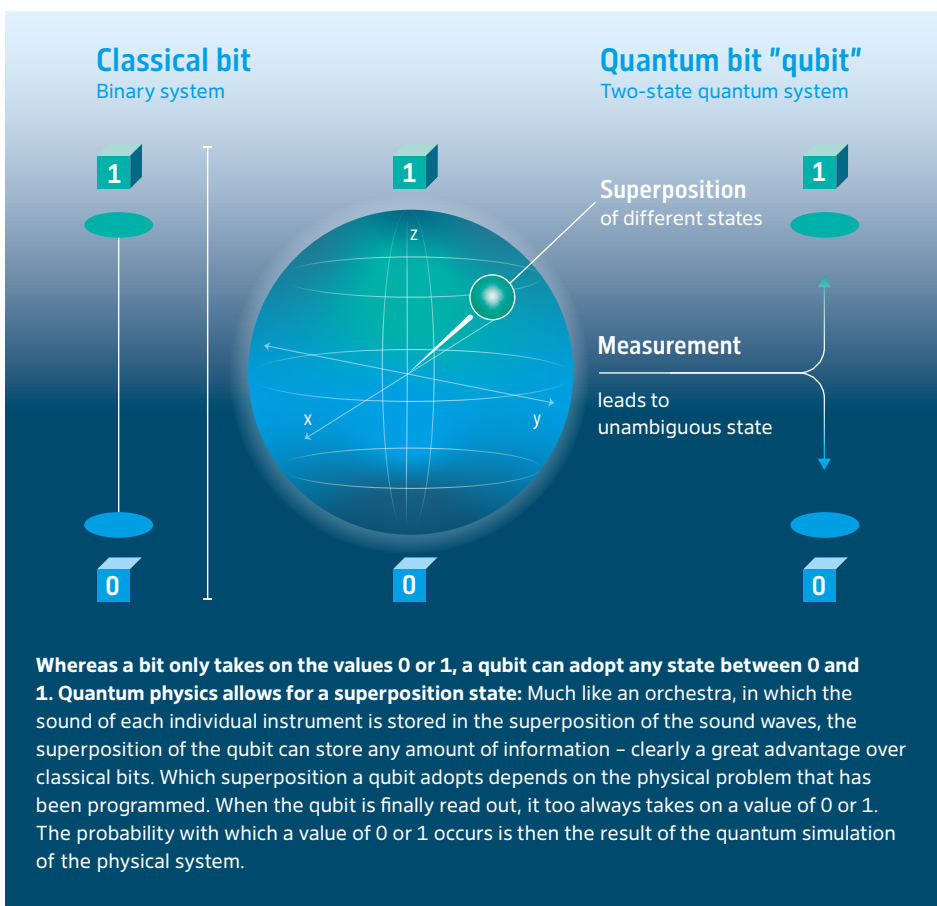 Classical bit
Binary system
Quantum bit "qubit"
Two-state quantum system
1
1
1
Superposition
of different states
z
Measurement
leads to
unambiguous state
x
y
0
0
0
Whereas a bit only takes on the values 0 or 1, a qubit can adopt any state between 0 and
1. Quantum physics allows for a superposition state: Much like an orchestra, in which the
sound of each individual instrument is stored in the superposition of the sound waves, the
superposition of the qubit can store any amount of information – clearly a great advantage over
classical bits. Which superposition a qubit adopts depends on the physical problem that has
been programmed. When the qubit is finally read out, it too always takes on a value of 0 or 1.
The probability with which a value of 0 or 1 occurs is then the result of the quantum simulation
of the physical system.